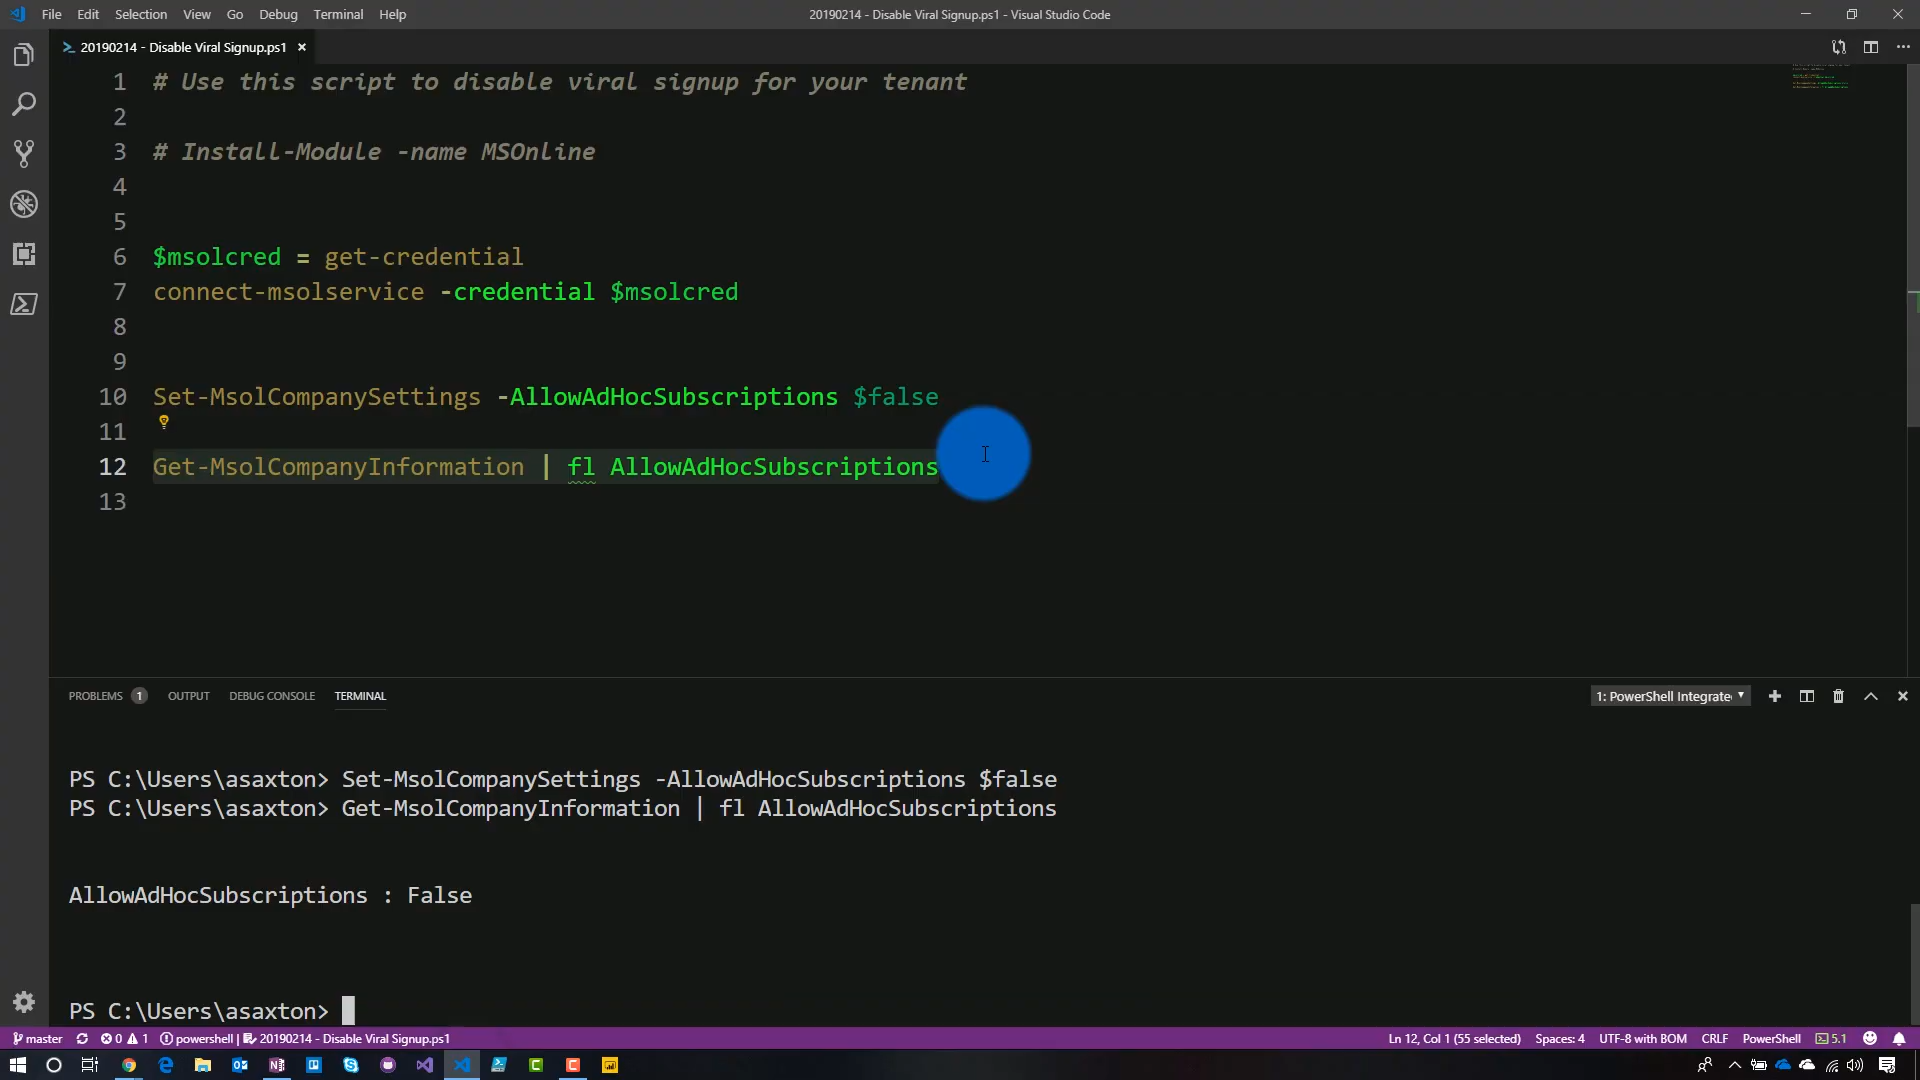 File Edit Selection View Go Debug Terminal Help
20190214 - Disable Viral Signup.ps1 - Visual Studio Code
20190214 - Disable Viral Signup.ps1
1 # Use this script to disable viral signup for your tenant
2
3 # Install-Module -name MSOnline
4
5
6 $msolcred = get-credential
7 connect-msolservice -credential $msolcred
8
9
10 Set-MsolCompanySettings -AllowAdHocSubscriptions $false
11
12 Get-MsolCompanyInformation | fl AllowAdHocSubscriptions
13
PROBLEMS 1 OUTPUT DEBUG CONSOLE TERMINAL
1: PowerShell Integrate
PS C:\Users\asaxton> Set-MsolCompanySettings -AllowAdHocSubscriptions $false
PS C:\Users\asaxton> Get-MsolCompanyInformation | fl AllowAdHocSubscriptions
AllowAdHocSubscriptions : False
PS C:\Users\asaxton>
master 0 1 powershell | 20190214 - Disable Viral Signup.ps1 Ln 12, Col 1 (55 selected) Spaces: 4 UTF-8 with BOM CRLF PowerShell 5.1